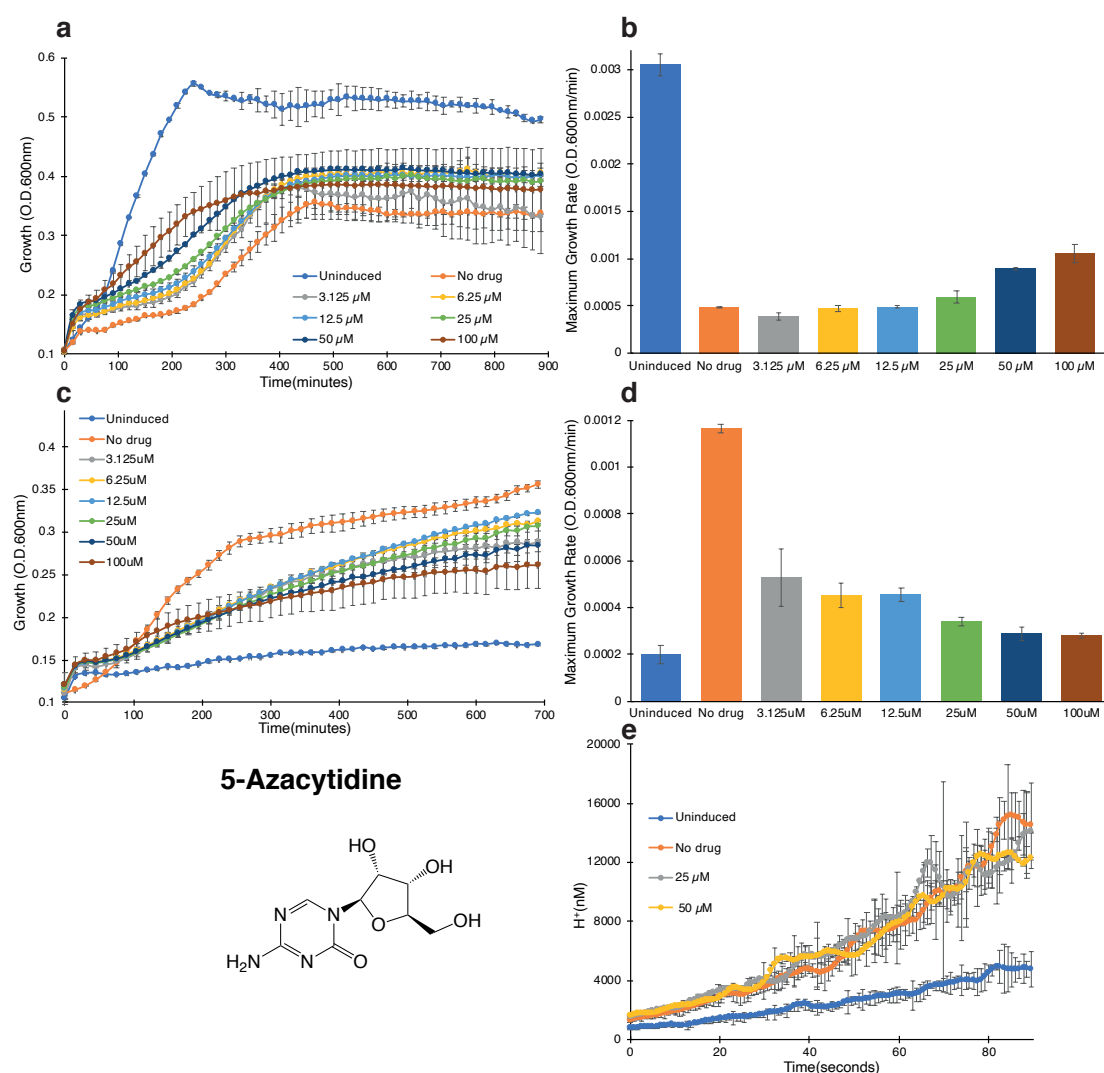 a
0.6
0.5
0.4
0.3
0.2
0.1
Growth (O.D.600nm)
0 100 200 300 400 500 600 700 800 900
Time(minutes)
Uninduced
No drug
3.125 µM
6.25 µM
12.5 µM
25 µM
50 µM
100 µM
b
0.003
0.0025
0.002
0.0015
0.001
0.0005
0
Maximum Growth Rate (O.D.600nm/min)
Uninduced No drug 3.125 µM 6.25 µM 12.5 µM 25 µM 50 µM 100 µM
c
Uninduced
No drug
3.125uM
6.25uM
12.5uM
25uM
50uM
100uM
0.4
0.35
0.3
0.25
0.2
0.15
0.1
Growth (O.D.600nm)
0 100 200 300 400 500 600 700
Time(minutes)
d
0.0012
0.001
0.0008
0.0006
0.0004
0.0002
0
Maximum Growth Rate (O.D.600nm/min)
Uninduced No drug 3.125uM 6.25uM 12.5uM 25uM 50uM 100uM
5-Azacytidine
HO
OH
N
N
O
OH
H₂N
N
O
e
20000
16000
12000
8000
4000
0
H⁺(nM)
Uninduced
No drug
25 µM
50 µM
0 20 40 60 80
Time(seconds)